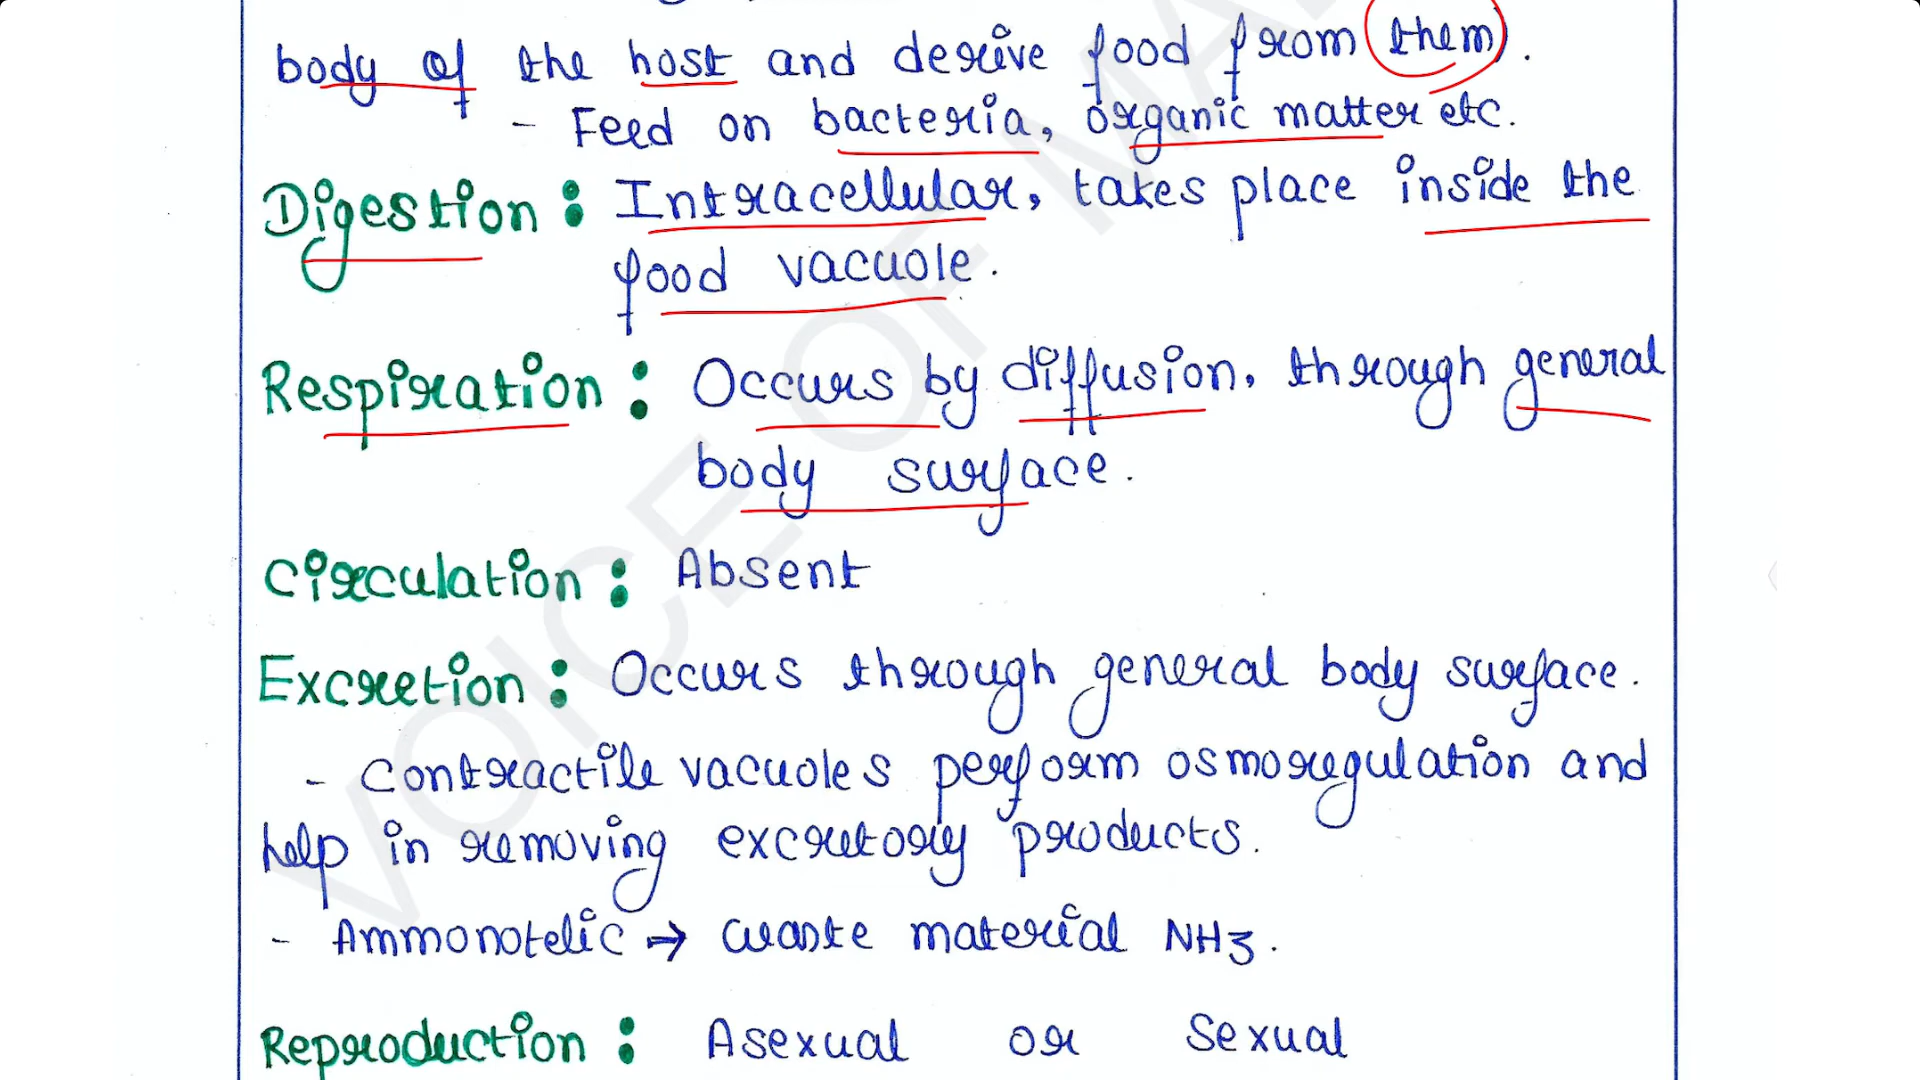 body of the host and derive food from them.
- Feed on bacteria, organic matter etc.
Digestion : Intracellular, takes place inside the
food vacuole.
Respiration : Occurs by diffusion, through general
body surface.
Circulation : Absent
Excretion : Occurs through general body surface.
- Contractile vacuoles perform osmoregulation and
help in removing excretory products.
- Ammonotelic → waste material NH3.
Reproduction : Asexual or Sexual
VOICE OF MA